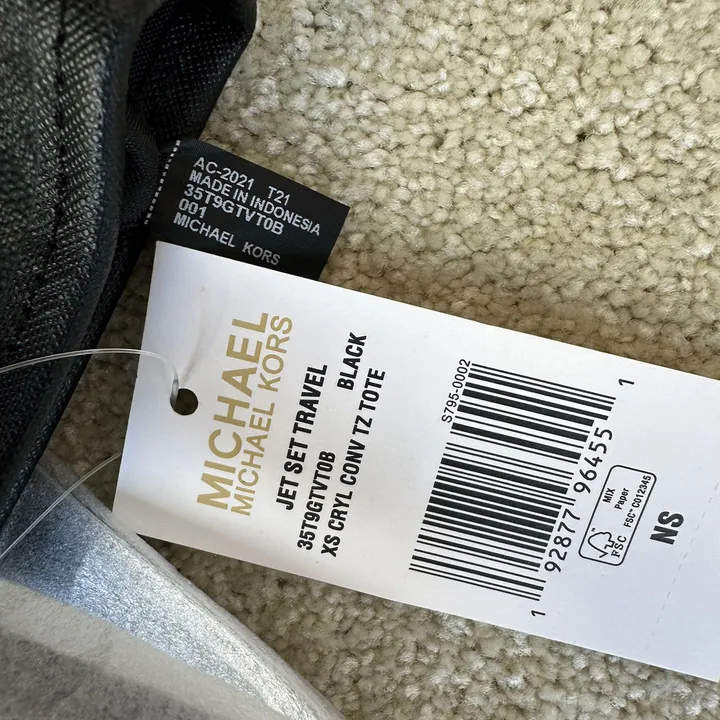 AC-2021 T21
MADE IN INDONESIA
35T9GTVT0B
001
MICHAEL KORS
MICHAEL
MICHAEL KORS
JET SET TRAVEL
35T9GTVT0B BLACK
XS CRYL CONV TZ TOTE
S795-0002
1 92877 96455 1
FSC
MIX
Paper
FSC™ C012345
NS